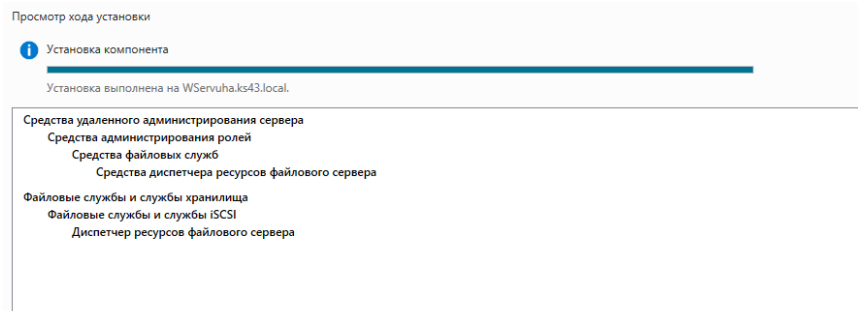 Просмотр хода установки
Установка компонента
Установка выполнена на WServuha.ks43.local.
Средства удаленного администрирования сервера
Средства администрирования ролей
Средства файловых служб
Средства диспетчера ресурсов файлового сервера
Файловые службы и службы хранилища
Файловые службы и службы iSCSI
Диспетчер ресурсов файлового сервера